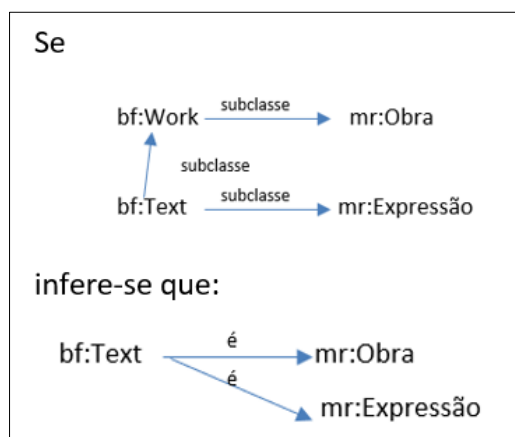 Se
bf:Work subclasse mr:Obra
subclasse
bf:Text subclasse mr:Expressão
infere-se que:
bf:Text é mr:Obra
é
mr:Expressão